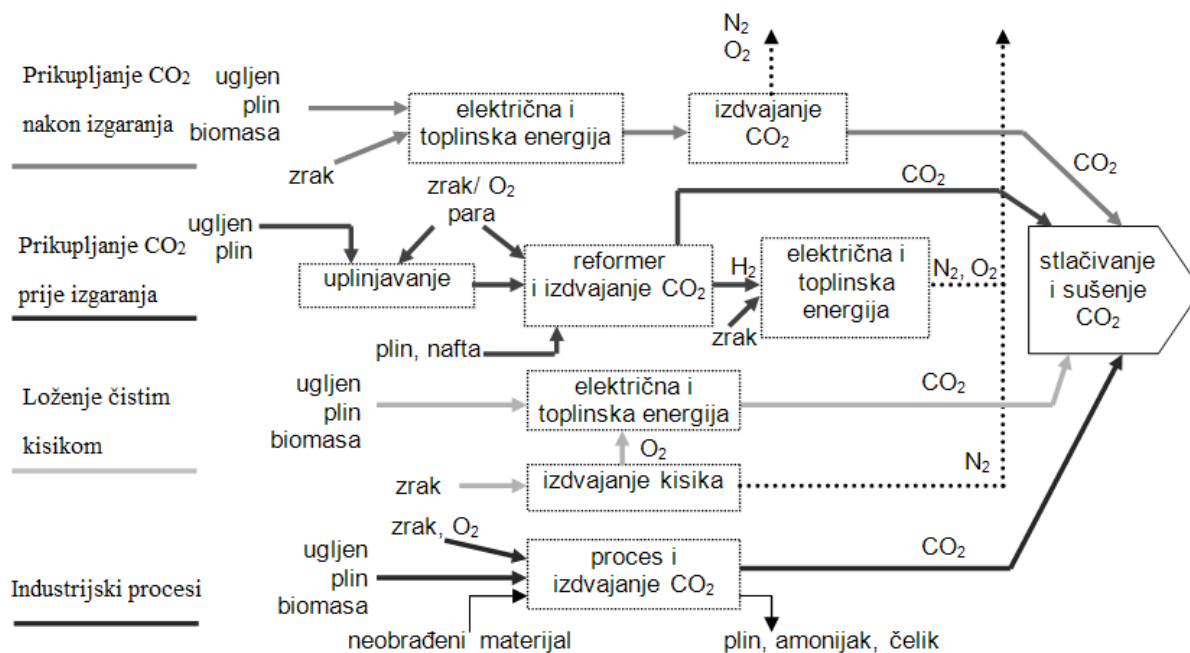 Prikupljanje CO₂
nakon izgaranja
ugljen
plin
biomasa
zrak
električna i
toplinska energija
izdvajanje
CO₂
N₂
O₂
CO₂
Prikupljanje CO₂
prije izgaranja
ugljen
plin
zrak/ O₂
para
uplinjavanje
reformer
i izdvajanje CO₂
plin, nafta
CO₂
H₂
zrak
električna i
toplinska
energija
N₂, O₂
stlačivanje
i sušenje
CO₂
Loženje čistim
kisikom
ugljen
plin
biomasa
električna i
toplinska energija
CO₂
O₂
zrak
izdvajanje kisika
N₂
Industrijski procesi
zrak, O₂
ugljen
plin
biomasa
neobrađeni materijal
proces i
izdvajanje CO₂
CO₂
plin, amonijak, čelik